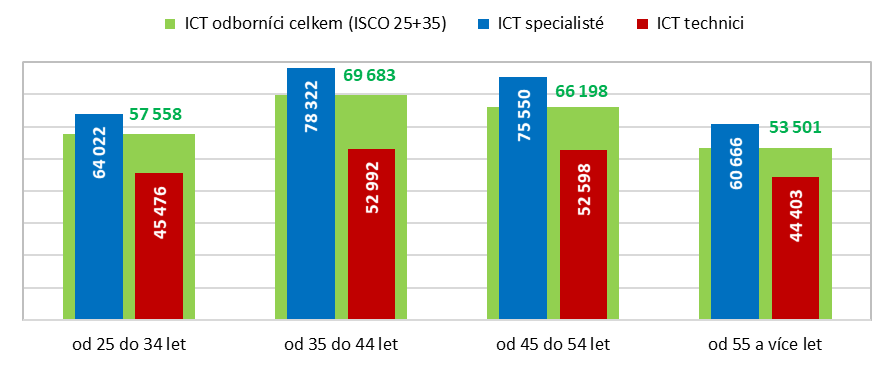 ICT odborníci celkem (ISCO 25+35) ICT specialisté ICT technici
64 022 57 558 45 476
78 322 69 683 52 992
75 550 66 198 52 598
60 666 53 501 44 403
od 25 do 34 let od 35 do 44 let od 45 do 54 let od 55 a více let